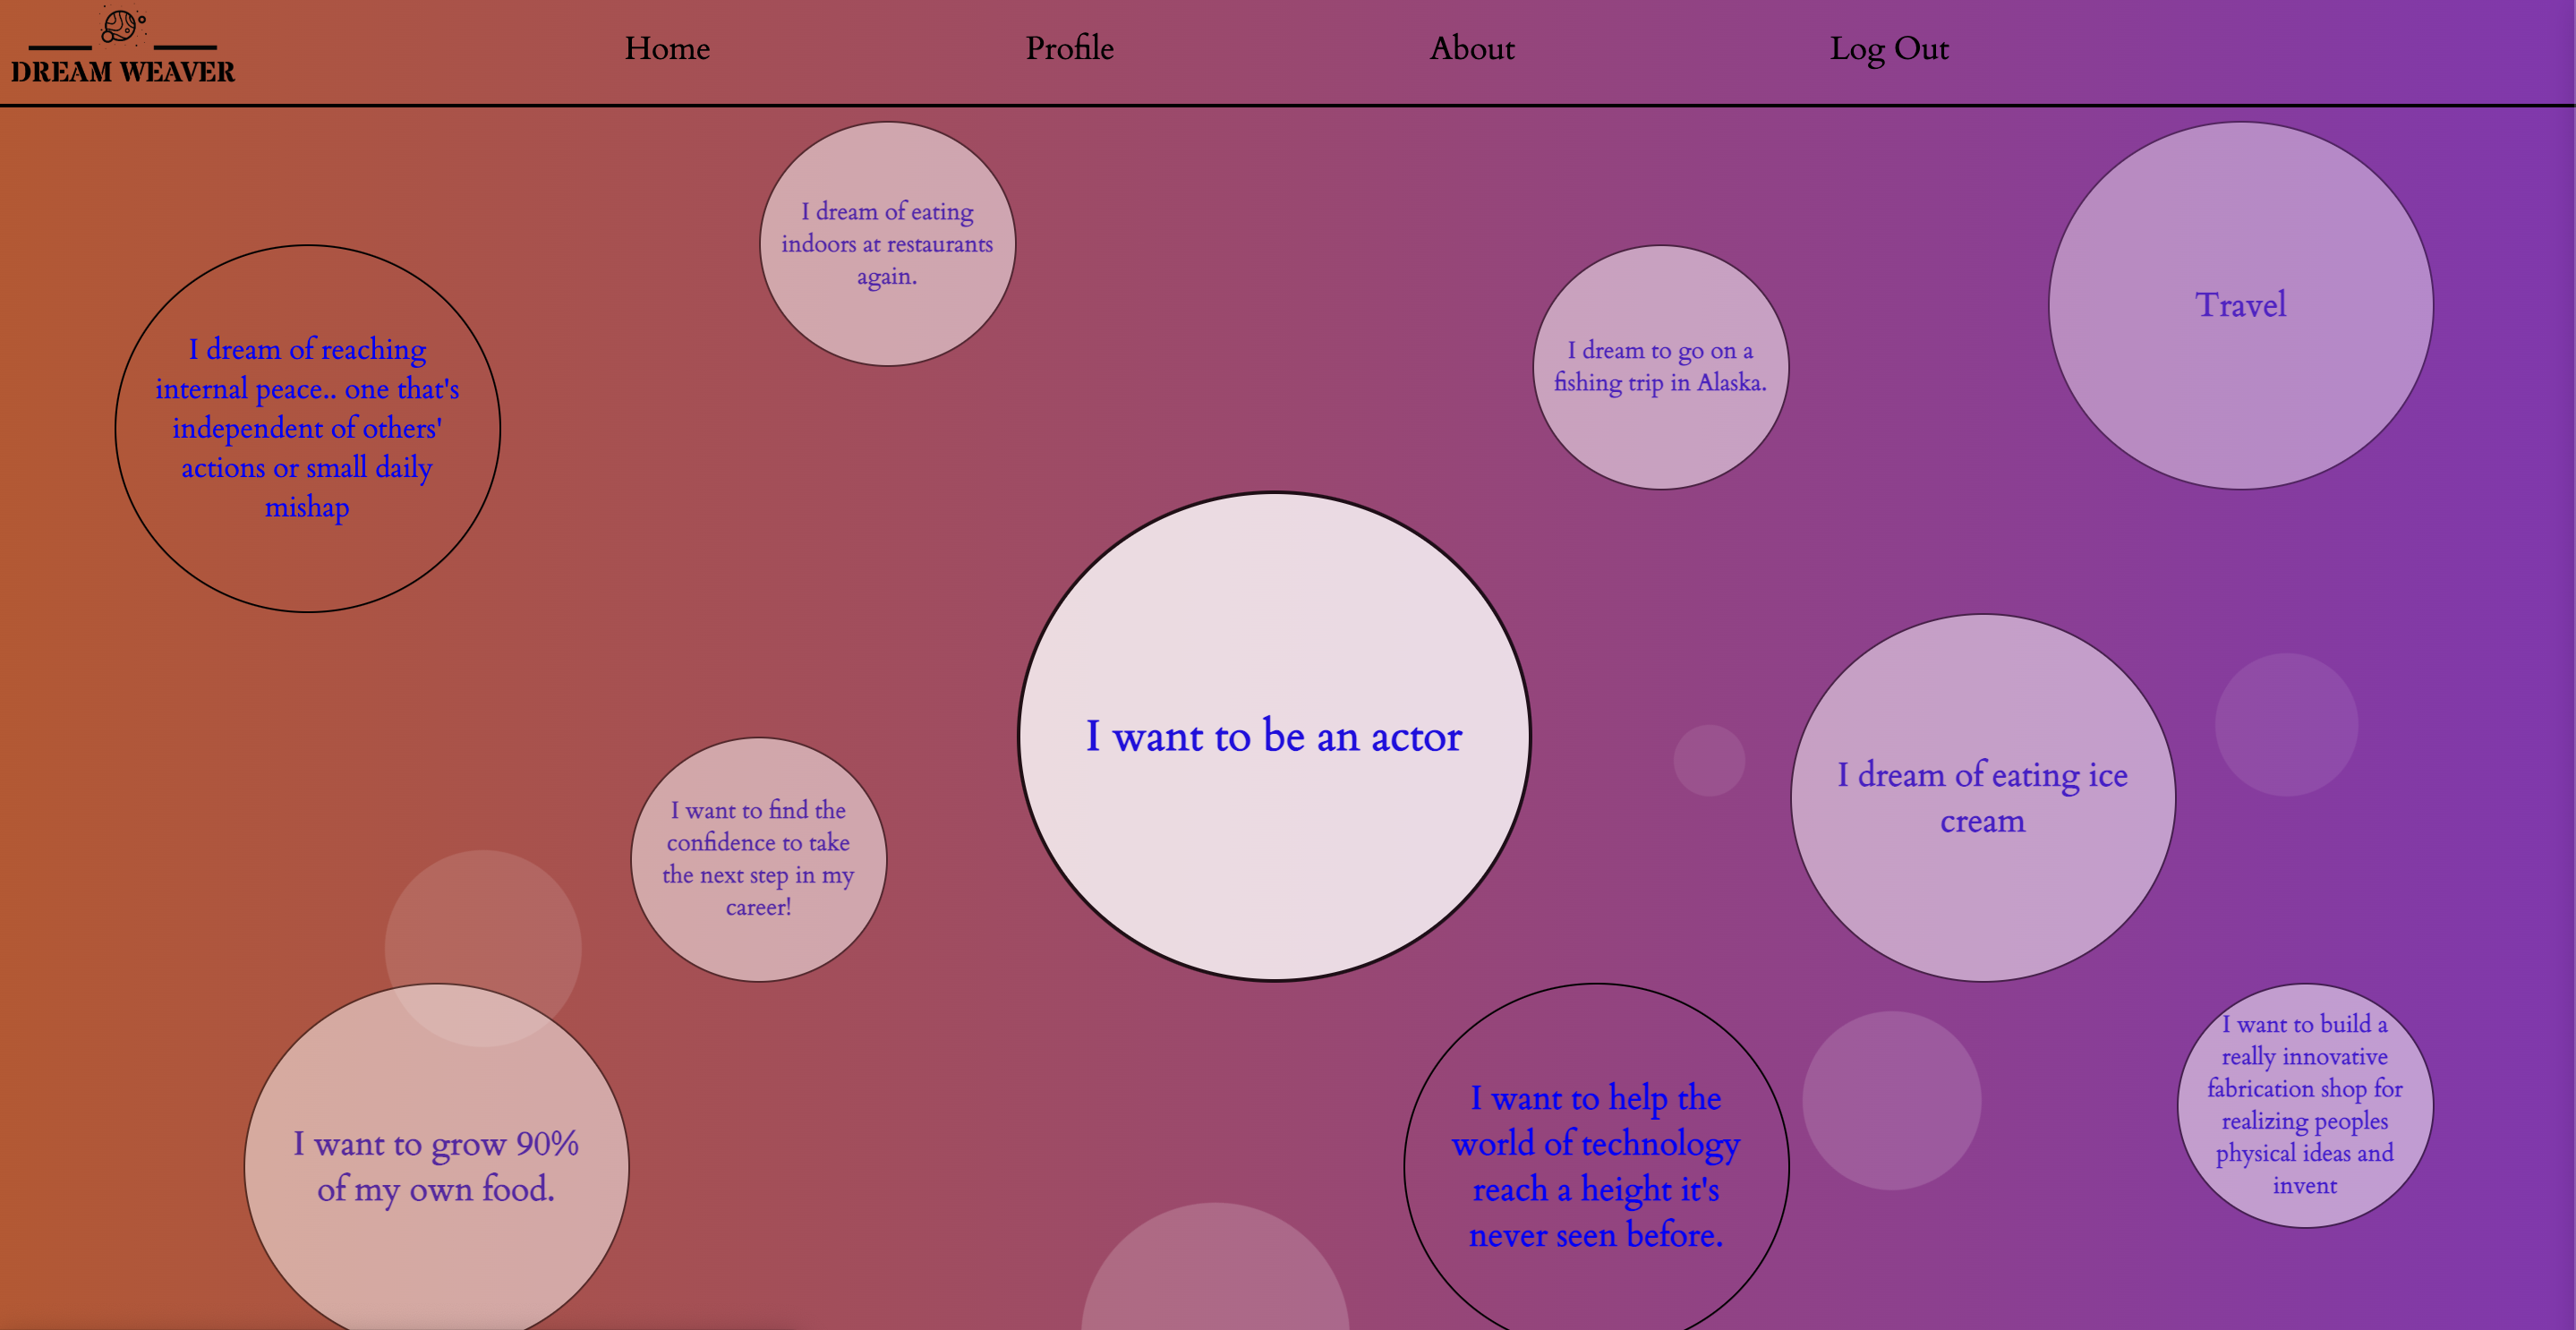 DREAM WEAVER
Home
Profile
About
Log Out
I dream of eating
indoors at restaurants
again.
Travel
I dream of reaching
internal peace.. one that's
independent of others'
actions or small daily
mishap
I dream to go on a
fishing trip in Alaska.
I want to be an actor
I dream of eating ice
cream
I want to find the
confidence to take
the next step in my
career!
I want to grow 90%
of my own food.
I want to help the
world of technology
reach a height it's
never seen before.
I want to build a
really innovative
fabrication shop for
realizing peoples
physical ideas and
invent